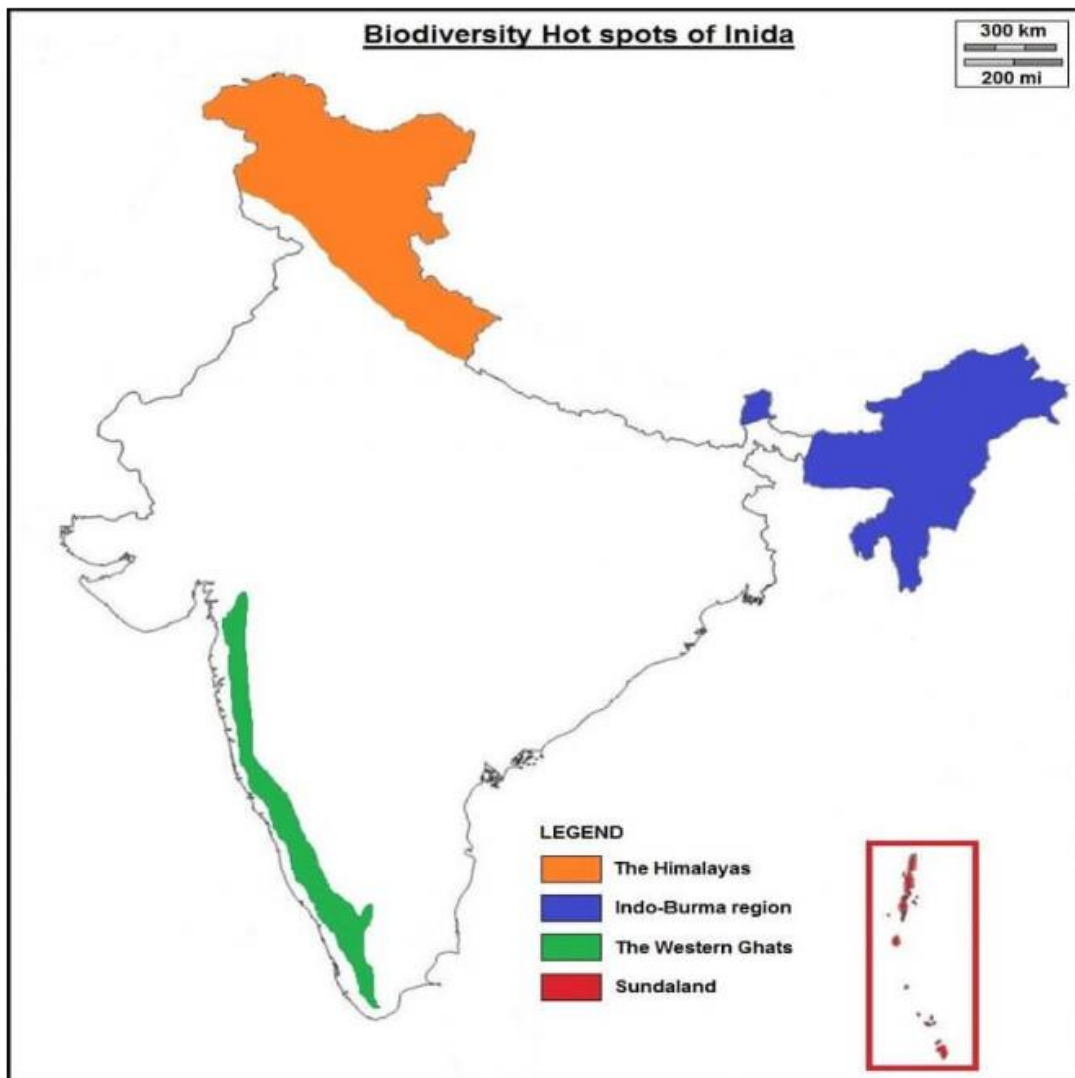 Biodiversity Hot spots of Inida
300 km
200 mi
LEGEND
The Himalayas
Indo-Burma region
The Western Ghats
Sundaland